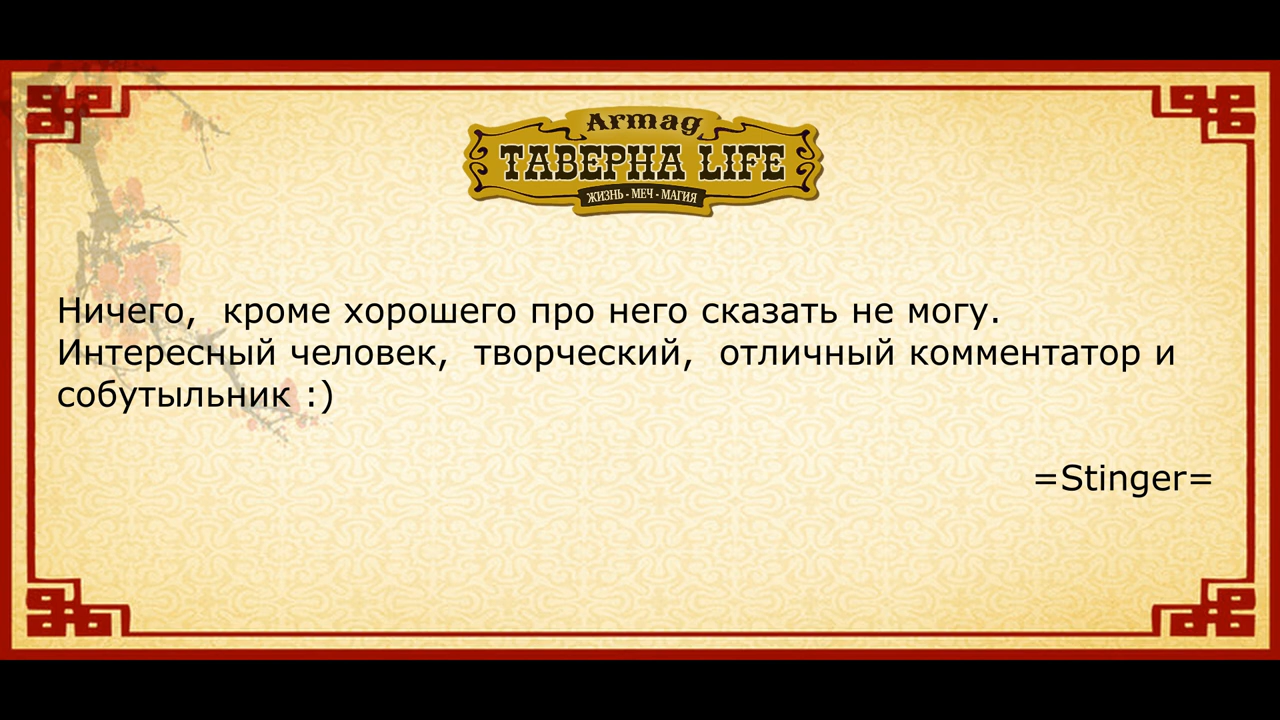 Armag
ТАВЕРНА LIFE
ЖИЗНЬ - МЕЧ - МАГИЯ
Ничего, кроме хорошего про него сказать не могу.
Интересный человек, творческий, отличный комментатор и
собутыльник :)
=Stinger=